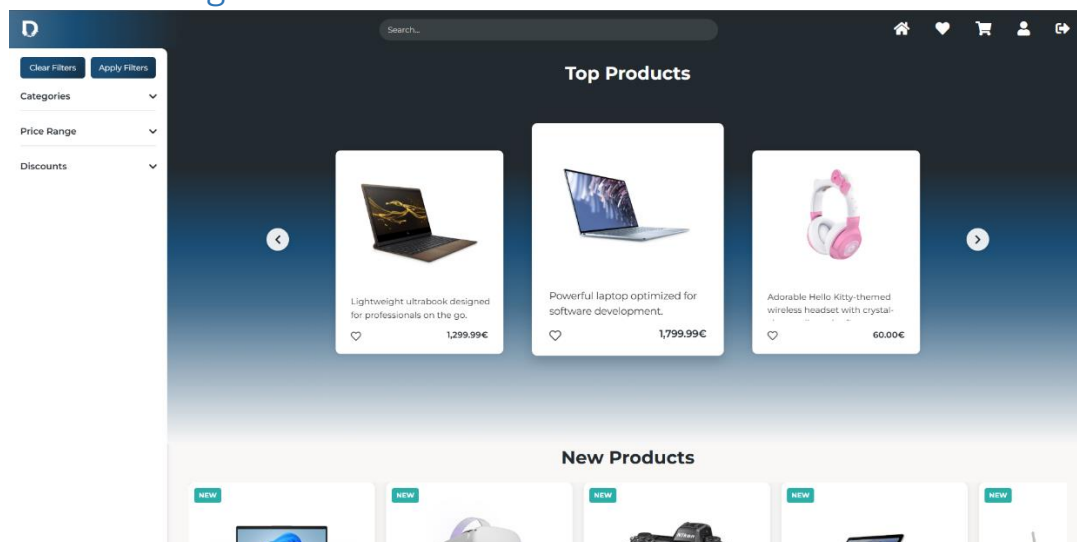 D
Search...
Clear Filters
Apply Filters
Categories
Price Range
Discounts
Top Products
Lightweight ultrabook designed
for professionals on the go.
1,299.99€
Powerful laptop optimized for
software development.
1,799.99€
Adorable Hello Kitty-themed
wireless headset with crystal-
60.00€
New Products
NEW
NEW
NEW
NEW
NEW
Nikon